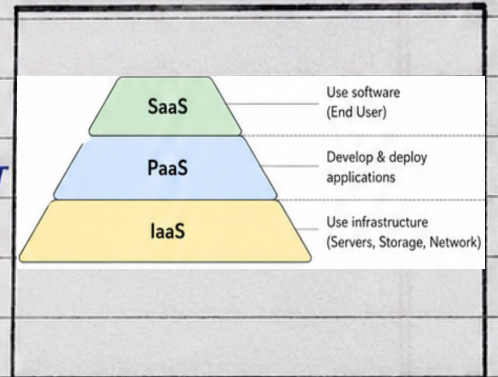 SaaS
Use software
(End User)
PaaS
Develop & deploy
applications
IaaS
Use infrastructure
(Servers, Storage, Network)